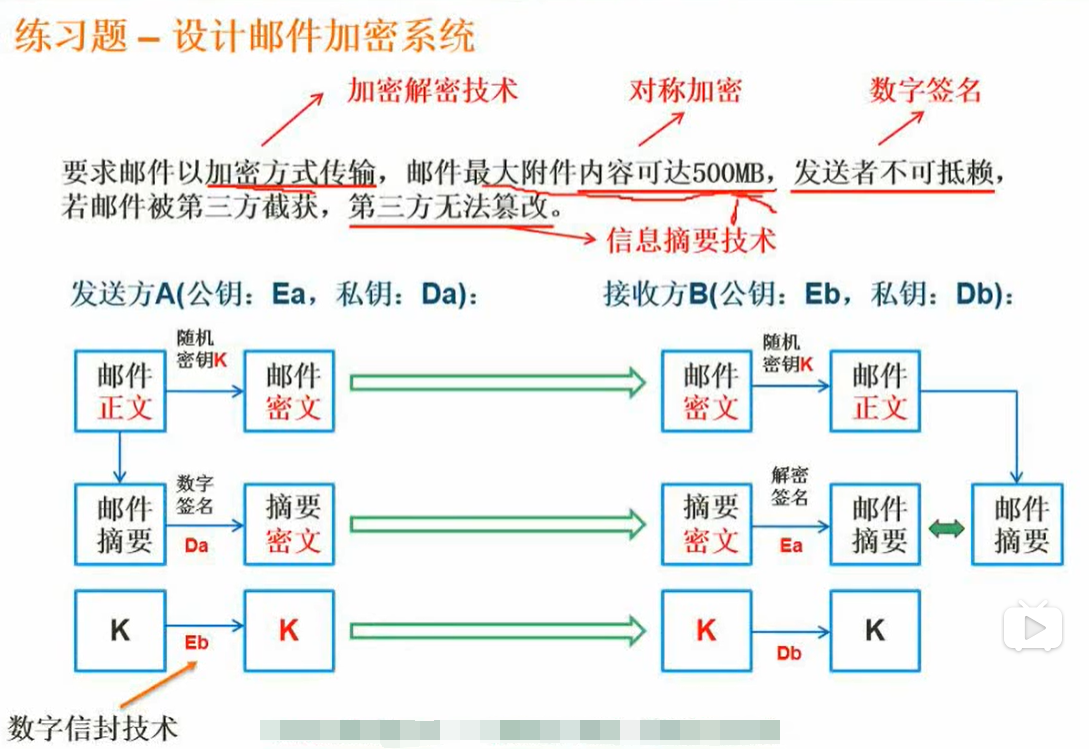 练习题 – 设计邮件加密系统
加密解密技术
对称加密
数字签名
要求邮件以加密方式传输，邮件最大附件内容可达500MB，发送者不可抵赖，
若邮件被第三方截获，第三方无法篡改。
信息摘要技术
发送方A(公钥：Ea，私钥：Da)：
接收方B(公钥：Eb，私钥：Db)：
邮件
正文
随机
密钥K
邮件
密文
邮件
密文
随机
密钥K
邮件
正文
邮件
摘要
数字
签名
Da
摘要
密文
摘要
密文
解密
签名
Ea
邮件
摘要
邮件
摘要
K
Eb
K
K
Db
K
数字信封技术